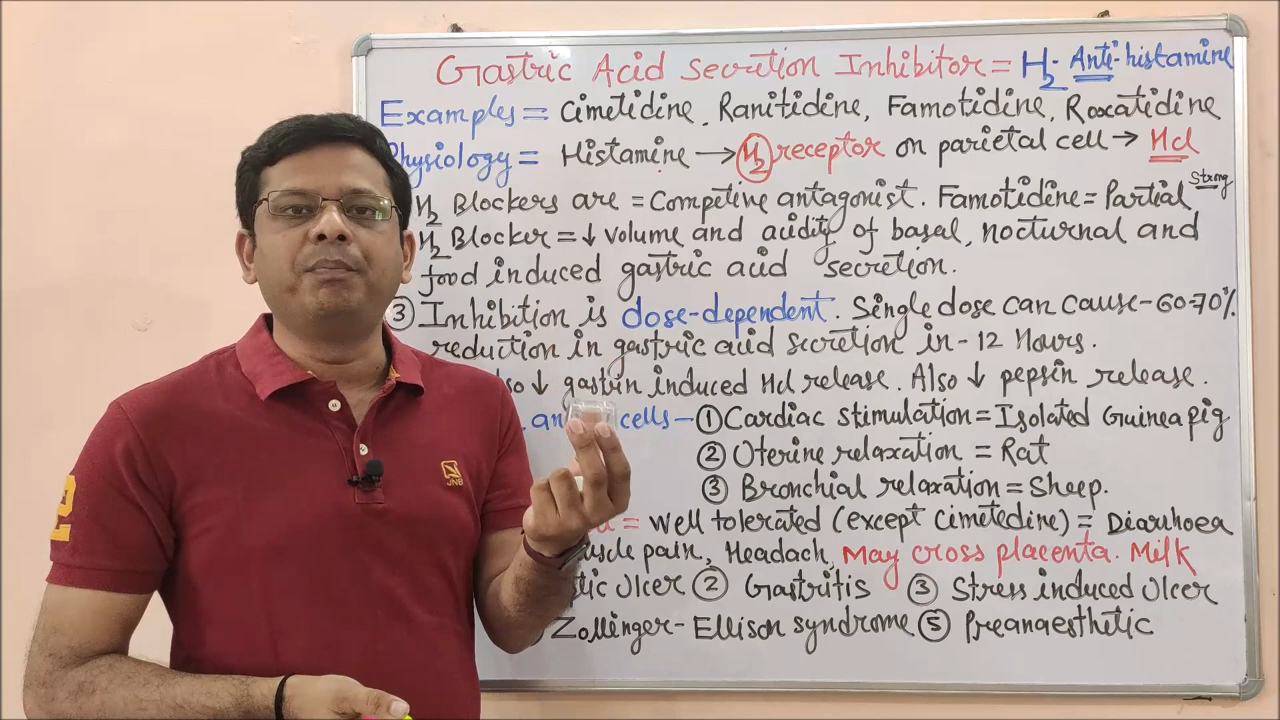 Gastric Acid secretion Inhibitor = H2- Anti-histamine
Examples = Cimetidine, Ranitidine, Famotidine, Roxatidine
Physiology = Histamine → H2 receptor on parietal cell → Hcl
H2 Blockers are = Competive antagonist. Famotidine = Partial Strong
H2 Blocker = ↓ volume and acidity of basal, nocturnal and
food induced gastric acid secretion.
③ Inhibition is dose-dependent. Single dose can cause - 60-70%
reduction in gastric acid secretion in - 12 Hours.
↓ gastrin induced Hcl release. Also ↓ pepsin release.
cells - ① Cardiac stimulation = Isolated Guinea pig
② Uterine relaxation = Rat
③ Bronchial relaxation = Sheep.
= well tolerated (except Cimetedine) = Diarrhoea
pain, Headach, May cross placenta. Milk
Ulcer ② Gastritis ③ Stress induced Ulcer
Zollinger-Ellison syndrome ⑤ Preanaesthetic
JNB
2